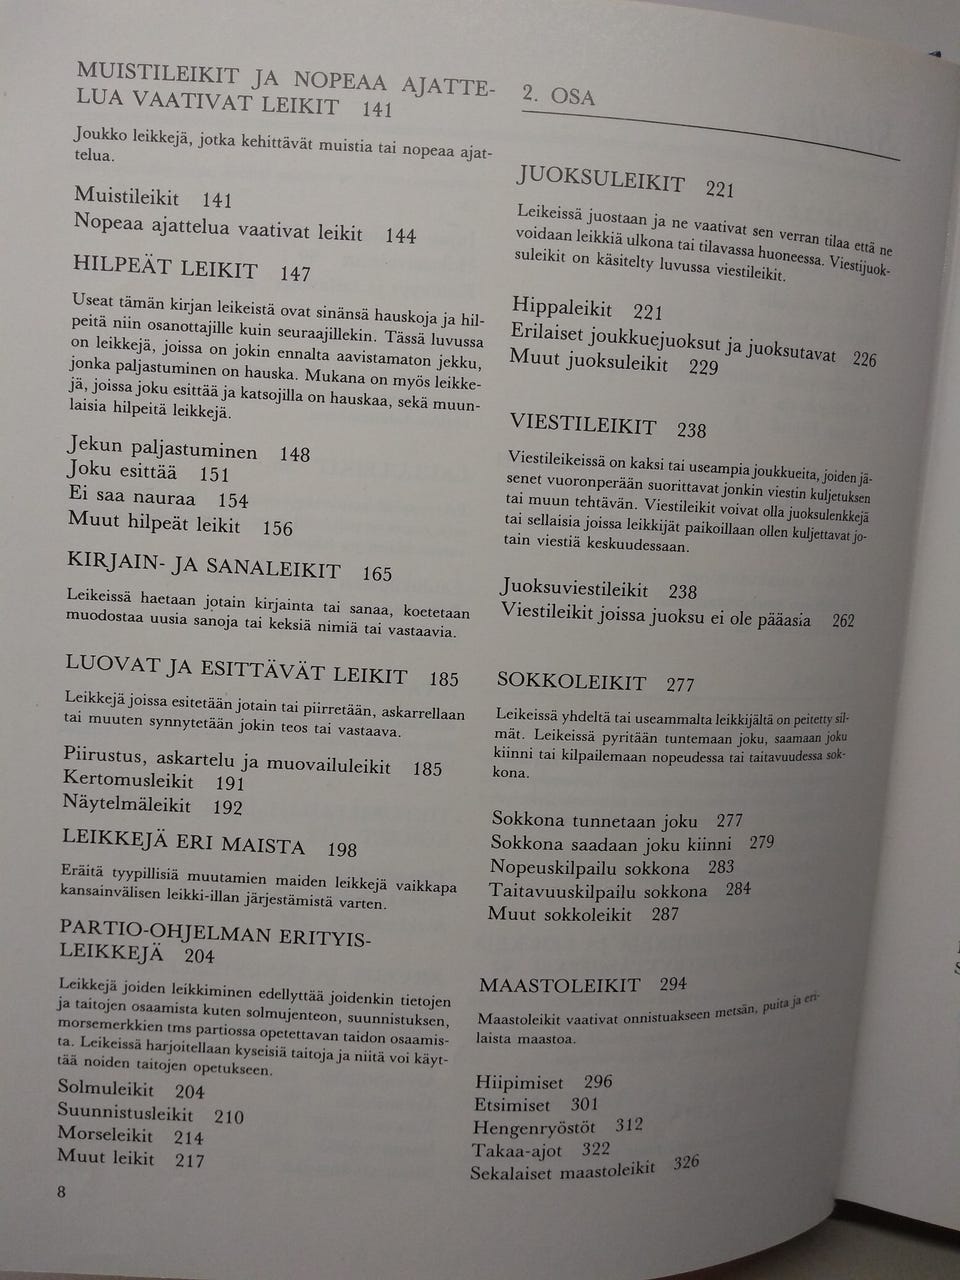 MUISTILEIKIT JA NOPEAA AJATTE-
LUA VAATIVAT LEIKIT 141
Joukko leikkejä, jotka kehittävät muistia tai nopeaa ajat-
telua.
Muistileikit 141
Nopeaa ajattelua vaativat leikit 144
HILPEÄT LEIKIT 147
Useat tämän kirjan leikeistä ovat sinänsä hauskoja ja hil-
peitä niin osanottajille kuin seuraajillekin. Tässä luvussa
on leikkejä, joissa on jokin ennalta aavistamaton jekku,
jonka paljastuminen on hauska. Mukana on myös leikke-
jä, joissa joku esittää ja katsojilla on hauskaa, sekä muun-
laisia hilpeitä leikkejä.
Jekun paljastuminen 148
Joku esittää 151
Ei saa nauraa 154
Muut hilpeät leikit 156
KIRJAIN- JA SANALEIKIT 165
Leikeissä haetaan jotain kirjainta tai sanaa, koetetaan
muodostaa uusia sanoja tai keksiä nimiä tai vastaavia.
LUOVAT JA ESITTÄVÄT LEIKIT 185
Leikkejä joissa esitetään jotain tai piirretään, askarrellaan
tai muuten synnytetään jokin teos tai vastaava.
Piirustus, askartelu ja muovailuleikit 185
Kertomusleikit 191
Näytelmäleikit 192
LEIKKEJÄ ERI MAISTA 198
Eräitä tyypillisiä muutamien maiden leikkejä vaikkapa
kansainvälisen leikki-illan järjestämistä varten.
PARTIO-OHJELMAN ERITYIS-
LEIKKEJÄ 204
Leikkejä joiden leikkiminen edellyttää joidenkin tietojen
ja taitojen osaamista kuten solmujenteon, suunnistuksen,
morsemerkkien tms partiossa opetettavan taidon osaamis-
ta. Leikeissä harjoitellaan kyseisiä taitoja ja niitä voi käyt-
tää noiden taitojen opetukseen.
Solmuleikit 204
Suunnistusleikit 210
Morseleikit 214
Muut leikit 217
8
2. OSA
JUOKSULEIKIT 221
Leikeissä juostaan ja ne vaativat sen verran tilaa että ne
voidaan leikkiä ulkona tai tilavassa huoneessa. Viestijuok-
suleikit on käsitelty luvussa viestileikit.
Hippaleikit 221
Erilaiset joukkuejuoksut ja juoksutavat 226
Muut juoksuleikit 229
VIESTILEIKIT 238
Viestileikeissä on kaksi tai useampia joukkueita, joiden jä-
senet vuoronperään suorittavat jonkin viestin kuljetuksen
tai muun tehtävän. Viestileikit voivat olla juoksulenkkejä
tai sellaisia joissa leikkijät paikoillaan ollen kuljettavat jo-
tain viestiä keskuudessaan.
Juoksuviestileikit 238
Viestileikit joissa juoksu ei ole pääasia 262
SOKKOLEIKIT 277
Leikeissä yhdeltä tai useammalta leikkijältä on peitetty sil-
mät. Leikeissä pyritään tuntemaan joku, saamaan joku
kiinni tai kilpailemaan nopeudessa tai taitavuudessa sok-
kona.
Sokkona tunnetaan joku 277
Sokkona saadaan joku kiinni 279
Nopeuskilpailu sokkona 283
Taitavuuskilpailu sokkona 284
Muut sokkoleikit 287
MAASTOLEIKIT 294
Maastoleikit vaativat onnistuakseen metsän, puita ja eri-
laista maastoa.
Hiipimiset 296
Etsimiset 301
Hengenryöstöt 312
Takaa-ajot 322
Sekalaiset maastoleikit 326